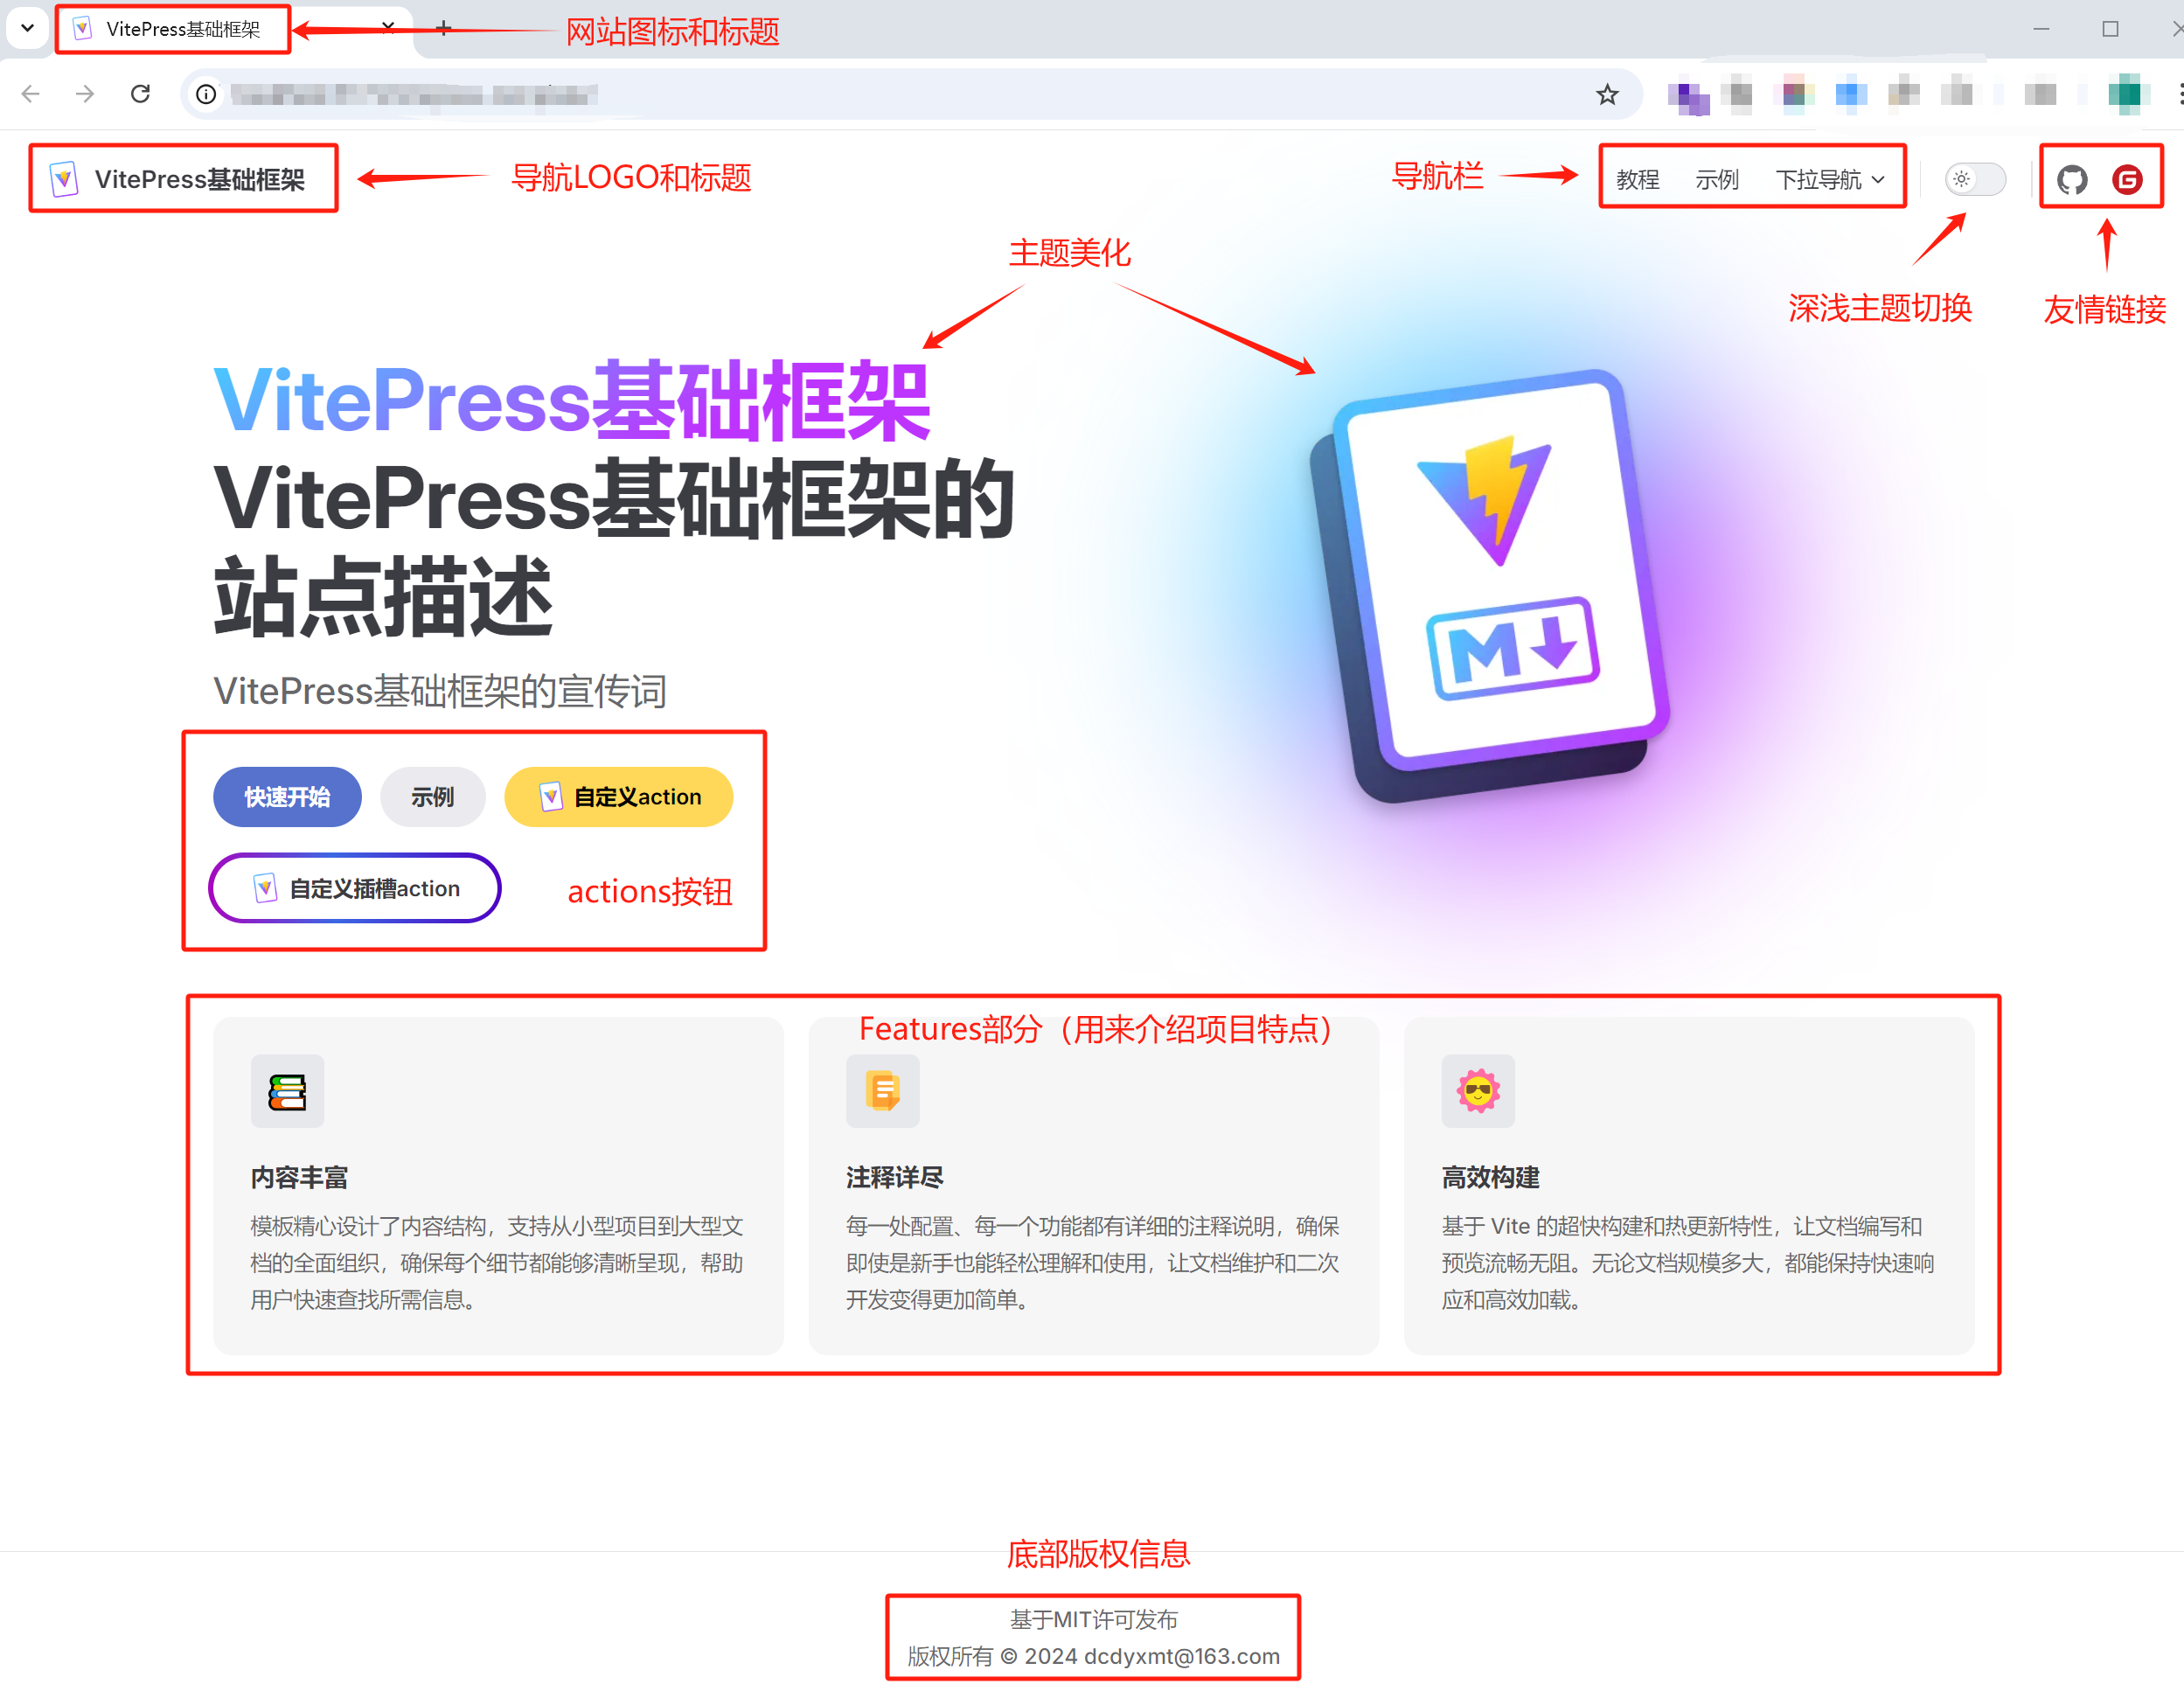 VitePress基础框架
网站图标和标题
VitePress基础框架
导航LOGO和标题
导航栏
教程 示例 下拉导航
主题美化
深浅主题切换
友情链接
VitePress基础框架
VitePress基础框架的
站点描述
VitePress基础框架的宣传词
M
快速开始 示例 自定义action
自定义插槽action
actions按钮
Features部分（用来介绍项目特点）
内容丰富
模板精心设计了内容结构，支持从小型项目到大型文
档的全面组织，确保每个细节都能够清晰呈现，帮助
用户快速查找所需信息。
注释详尽
每一处配置、每一个功能都有详细的注释说明，确保
即使是新手也能轻松理解和使用，让文档维护和二次
开发变得更加简单。
高效构建
基于 Vite 的超快构建和热更新特性，让文档编写和
预览流畅无阻。无论文档规模多大，都能保持快速响
应和高效加载。
底部版权信息
基于MIT许可发布
版权所有 © 2024 dcdyxmt@163.com